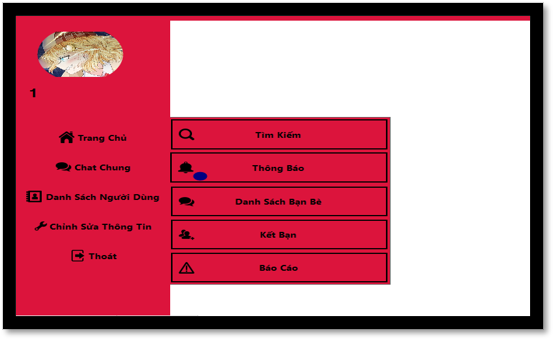 1
Trang Chủ
Chat Chung
Danh Sách Người Dùng
Chỉnh Sửa Thông Tin
Thoát
Tìm Kiếm
Thông Báo
Danh Sách Bạn Bè
Kết Bạn
Báo Cáo